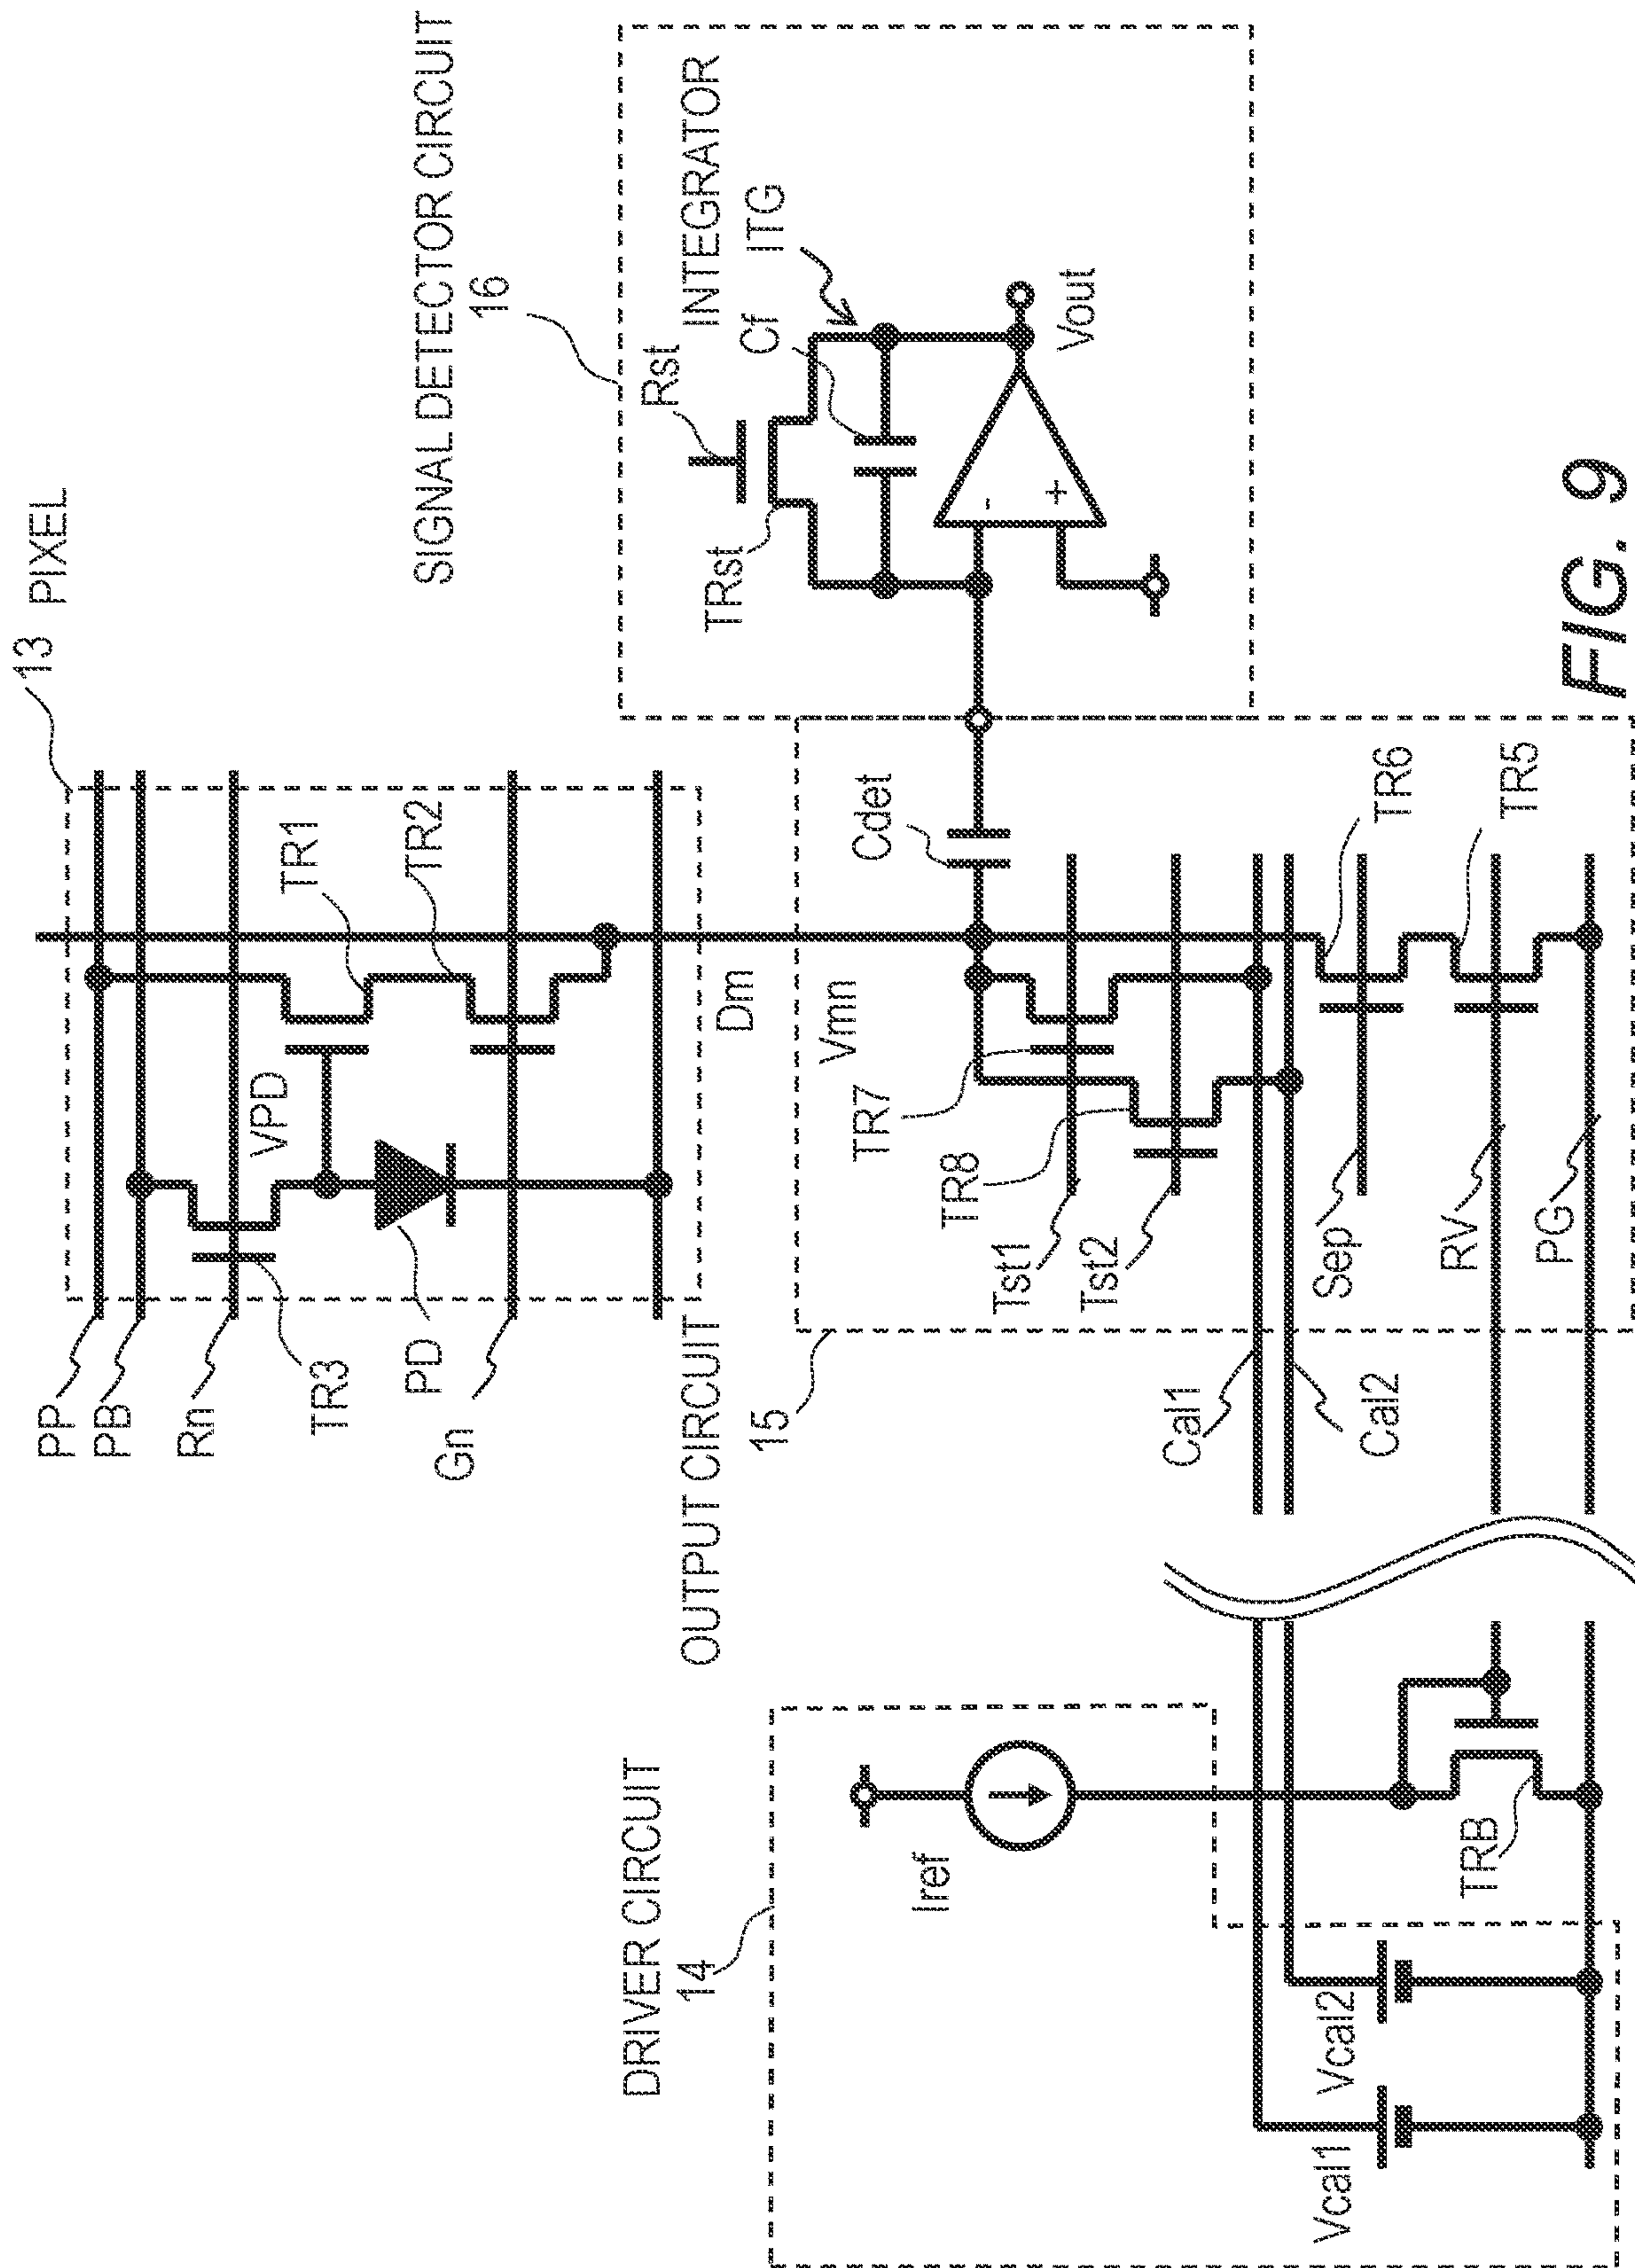 13 PIXEL
PP
PB
Rn
TR3
PD
Gn
VPD
TR1
TR2
Dm
SIGNAL DETECTOR CIRCUIT
16
INTEGRATOR
Rst
ITG
TRst
Cf
-
+
Vout
OUTPUT CIRCUIT
15
Vmn
Cdet
TR7
TR8
Tst1
Tst2
Cal1
Cal2
Sep
RV
PG
TR6
TR5
DRIVER CIRCUIT
14
Iref
TRB
Vcal1
Vcal2
FIG. 9